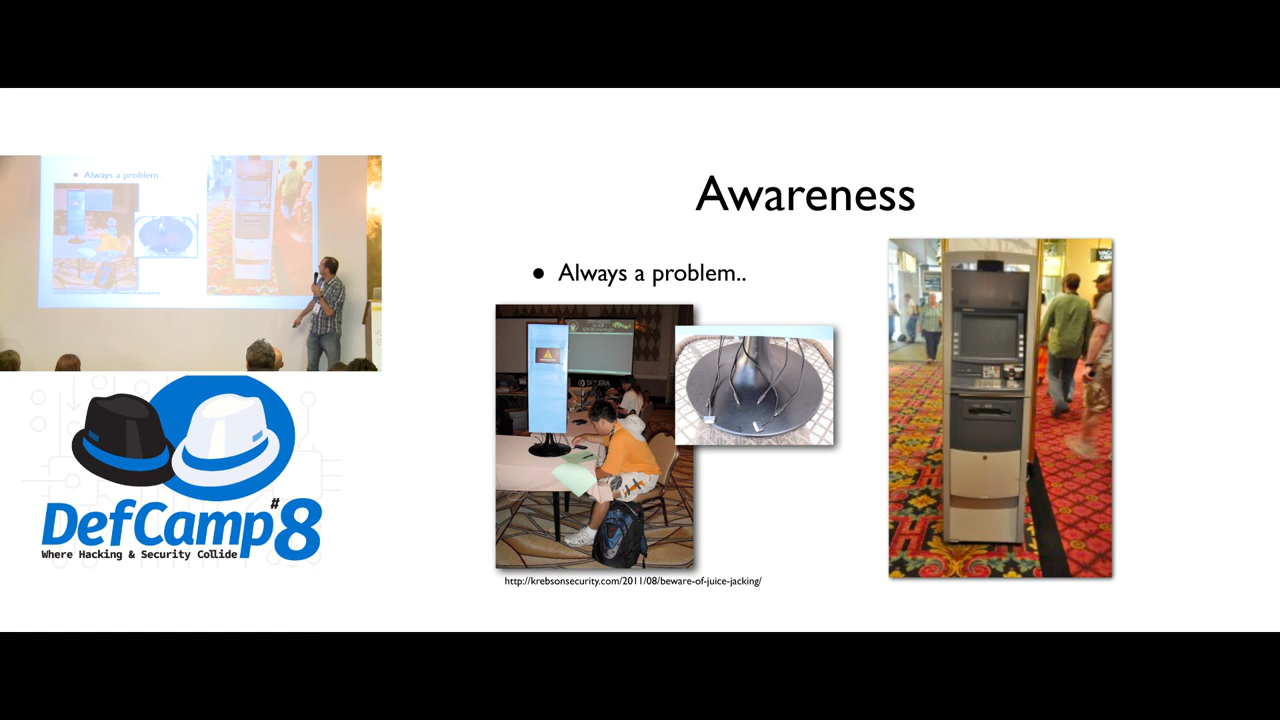 ● Always a problem..
Awareness
● Always a problem..
http://krebsonsecurity.com/2011/08/beware-of-juice-jacking/
DefCamp #8
Where Hacking & Security Collide